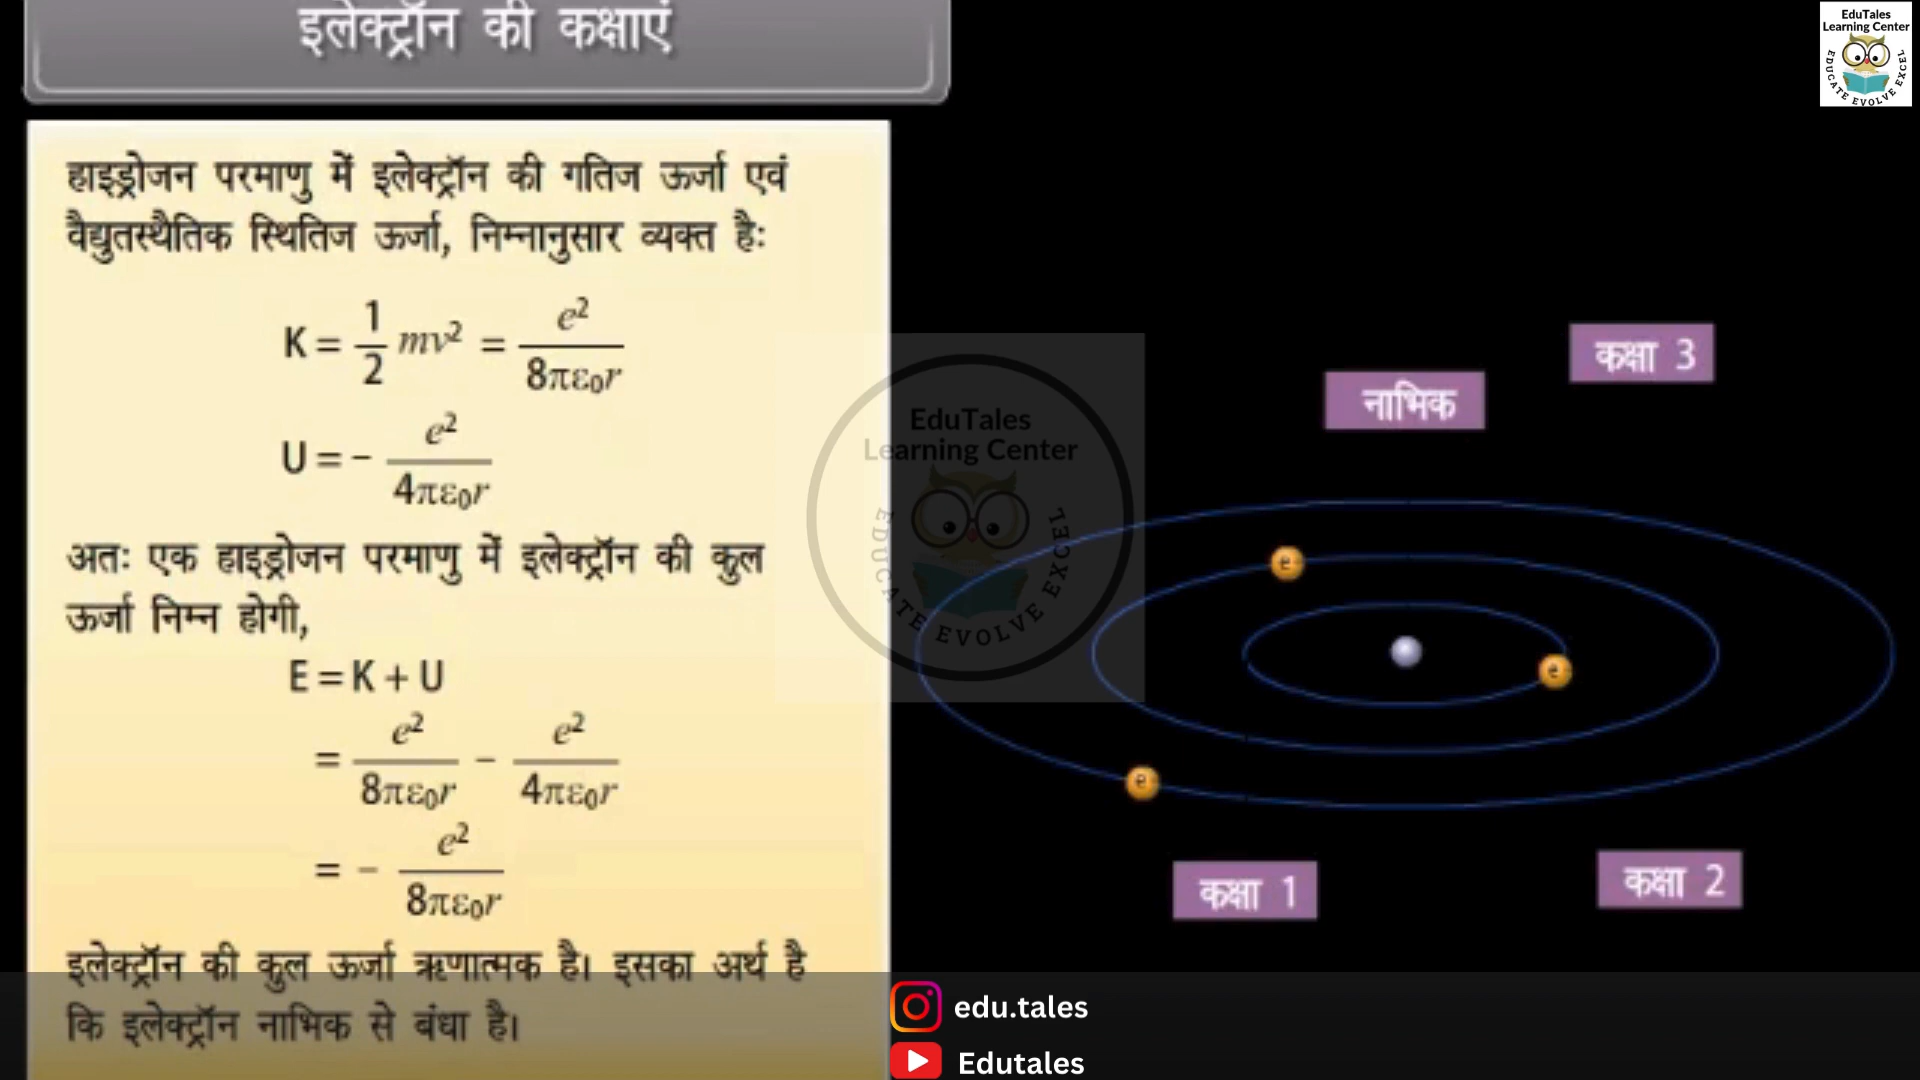 इलेक्ट्रॉन की कक्षाएं
EduTales
Learning Center
EDUCATE EVOLVE EXCEL
हाइड्रोजन परमाणु में इलेक्ट्रॉन की गतिज ऊर्जा एवं
वैद्युतस्थैतिक स्थितिज ऊर्जा, निम्नानुसार व्यक्त है:
K = 1/2 mv² = e²/8πε₀r
U = − e²/4πε₀r
अतः एक हाइड्रोजन परमाणु में इलेक्ट्रॉन की कुल
ऊर्जा निम्न होगी,
E = K + U
= e²/8πε₀r − e²/4πε₀r
= − e²/8πε₀r
इलेक्ट्रॉन की कुल ऊर्जा ऋणात्मक है। इसका अर्थ है
कि इलेक्ट्रॉन नाभिक से बंधा है।
EduTales
Learning Center
EDUCATE EVOLVE EXCEL
कक्षा 3
नाभिक
e
e
e
कक्षा 1
कक्षा 2
edu.tales
Edutales